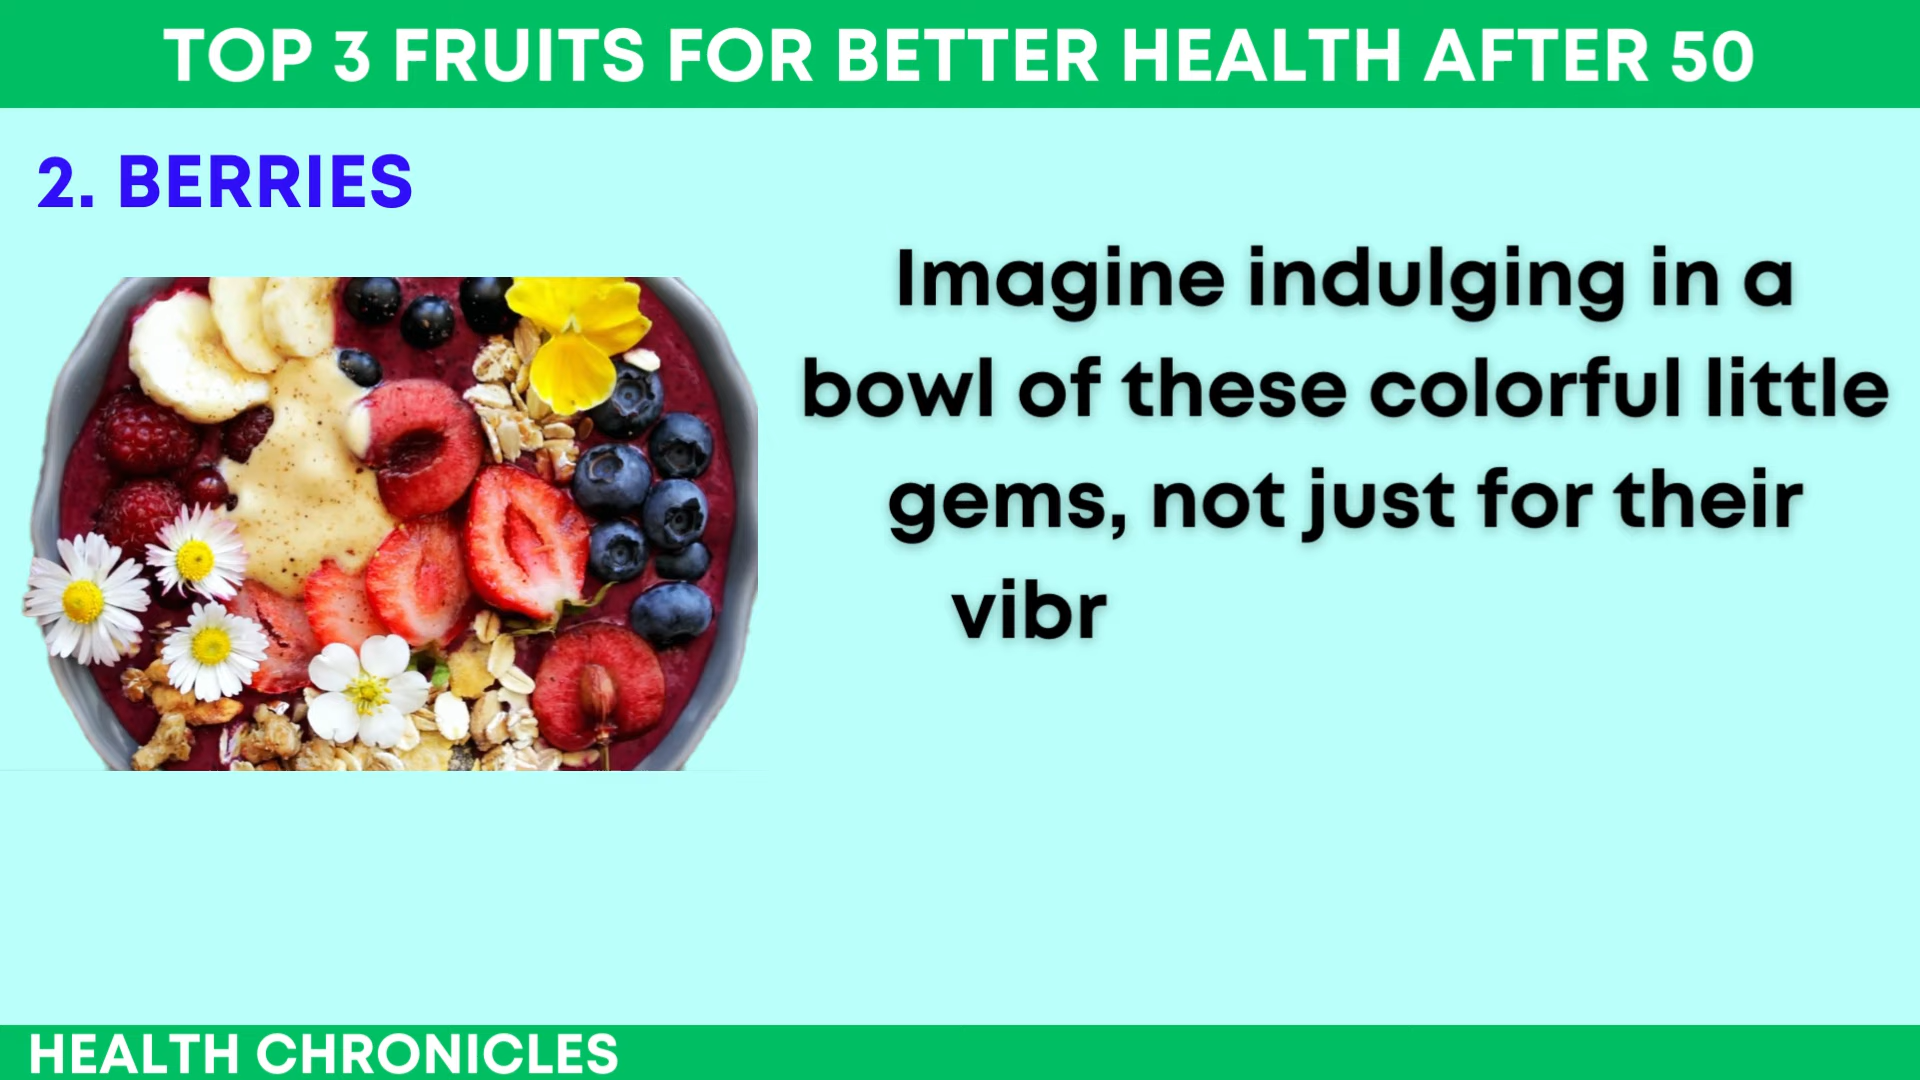 TOP 3 FRUITS FOR BETTER HEALTH AFTER 50
2. BERRIES
Imagine indulging in a
bowl of these colorful little
gems, not just for their
vibr
HEALTH CHRONICLES